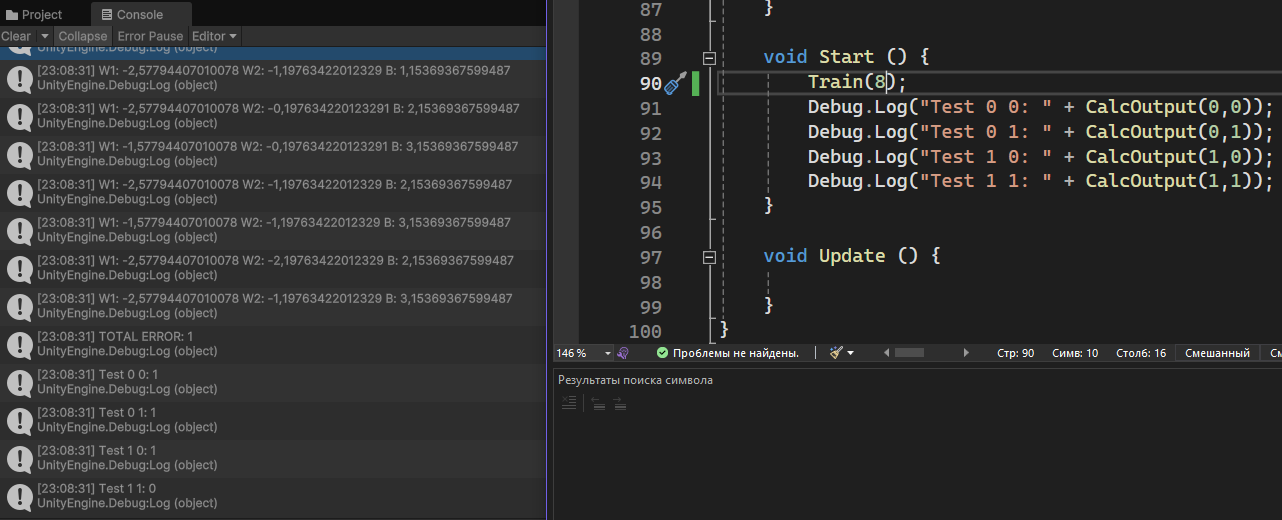 Project
Console
Clear
Collapse
Error Pause
Editor
UnityEngine.Debug:Log (object)
[23:08:31] W1: -2,57794407010078 W2: -1,19763422012329 B: 1,15369367599487
UnityEngine.Debug:Log (object)
[23:08:31] W1: -2,57794407010078 W2: -0,197634220123291 B: 2,15369367599487
UnityEngine.Debug:Log (object)
[23:08:31] W1: -1,57794407010078 W2: -0,197634220123291 B: 3,15369367599487
UnityEngine.Debug:Log (object)
[23:08:31] W1: -2,57794407010078 W2: -1,19763422012329 B: 2,15369367599487
UnityEngine.Debug:Log (object)
[23:08:31] W1: -1,57794407010078 W2: -1,19763422012329 B: 3,15369367599487
UnityEngine.Debug:Log (object)
[23:08:31] W1: -2,57794407010078 W2: -2,19763422012329 B: 2,15369367599487
UnityEngine.Debug:Log (object)
[23:08:31] W1: -2,57794407010078 W2: -1,19763422012329 B: 3,15369367599487
UnityEngine.Debug:Log (object)
[23:08:31] TOTAL ERROR: 1
UnityEngine.Debug:Log (object)
[23:08:31] Test 0 0: 1
UnityEngine.Debug:Log (object)
[23:08:31] Test 0 1: 1
UnityEngine.Debug:Log (object)
[23:08:31] Test 1 0: 1
UnityEngine.Debug:Log (object)
[23:08:31] Test 1 1: 0
UnityEngine.Debug:Log (object)
87 }
88
89 void Start () {
90 Train(8);
91 Debug.Log("Test 0 0: " + CalcOutput(0,0));
92 Debug.Log("Test 0 1: " + CalcOutput(0,1));
93 Debug.Log("Test 1 0: " + CalcOutput(1,0));
94 Debug.Log("Test 1 1: " + CalcOutput(1,1));
95 }
96
97 void Update () {
98
99 }
100 }
146 %
Проблемы не найдены.
Стр: 90
Симв: 10
Столб: 16
Смешанный
Результаты поиска символа